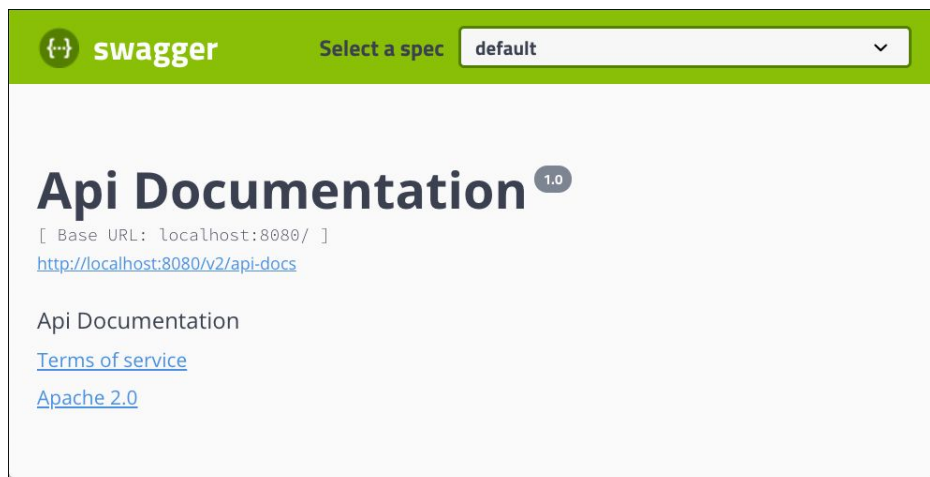 {···} swagger Select a spec default
Api Documentation 1.0
[ Base URL: localhost:8080/ ]
http://localhost:8080/v2/api-docs
Api Documentation
Terms of service
Apache 2.0